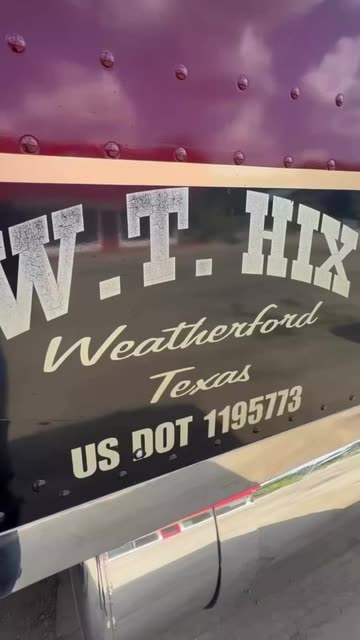 W.T. HIX
Weatherford
Texas
US DOT 1195773